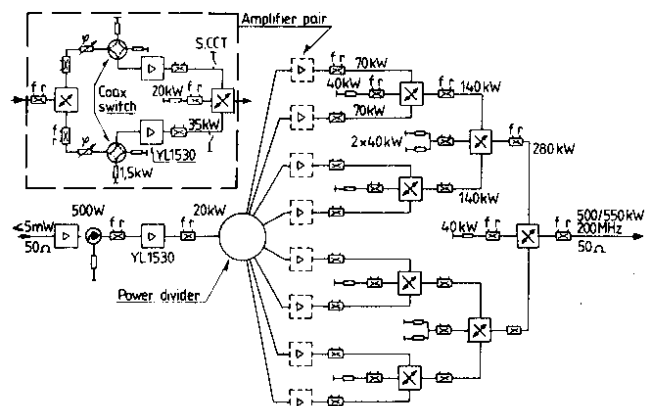 Amplifier pair
φ
S.CCT
f r
70kW
f r
140kW
f r
Coax
switch
20kW
f r
40kW
f r
70kW
f r
35kW
2×40kW
280kW
φ
YL1530
1,5kW
140kW
500W
f r
20kW
f r
500/550kW
≤5mW
40kW
f r
f r
200MHz
50Ω
YL1530
50Ω
Power divider